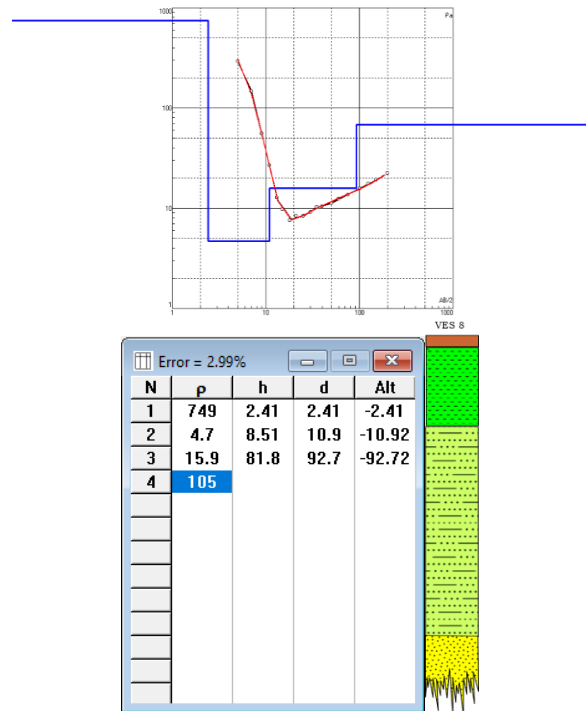 1000
Pa
100
10
1
1
10
100
AB/2
1000
VES 8
Error = 2.99%
N ρ h d Alt
1 749 2.41 2.41 -2.41
2 4.7 8.51 10.9 -10.92
3 15.9 81.8 92.7 -92.72
4 105